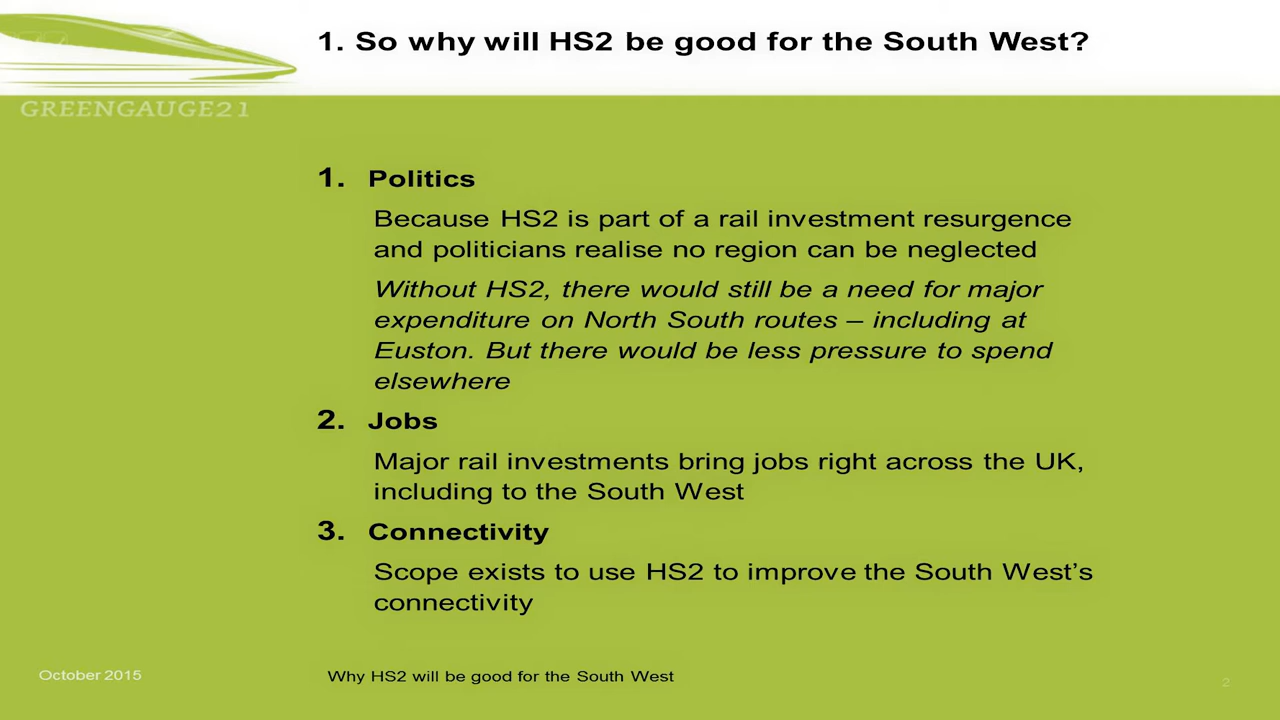 1. So why will HS2 be good for the South West?
GREENGAUGE21
1. Politics
Because HS2 is part of a rail investment resurgence
and politicians realise no region can be neglected
Without HS2, there would still be a need for major
expenditure on North South routes – including at
Euston. But there would be less pressure to spend
elsewhere
2. Jobs
Major rail investments bring jobs right across the UK,
including to the South West
3. Connectivity
Scope exists to use HS2 to improve the South West’s
connectivity
October 2015
Why HS2 will be good for the South West
2